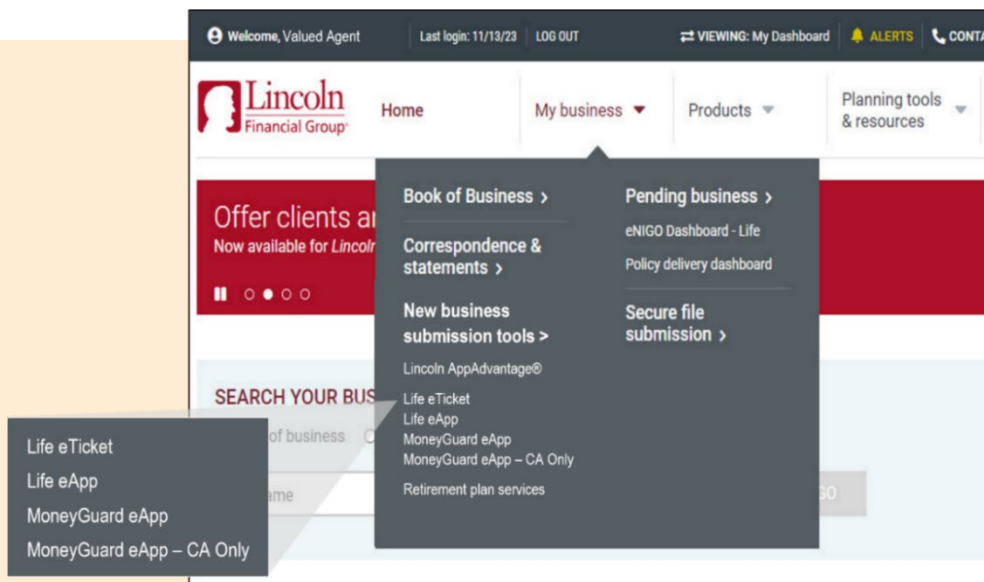 Welcome, Valued Agent
Last login: 11/13/23
LOG OUT
VIEWING: My Dashboard
ALERTS
Lincoln
Financial Group®
Home
My business
Products
Planning tools
& resources
Offer clients
Now available for
Book of Business >
Correspondence &
statements >
New business
submission tools >
Lincoln AppAdvantage®
Life eTicket
Life eApp
MoneyGuard eApp
MoneyGuard eApp – CA Only
Retirement plan services
Pending business >
eNIGO Dashboard - Life
Policy delivery dashboard
Secure file
submission >
SEARCH YOUR
of business
Life eTicket
Life eApp
MoneyGuard eApp
MoneyGuard eApp – CA Only